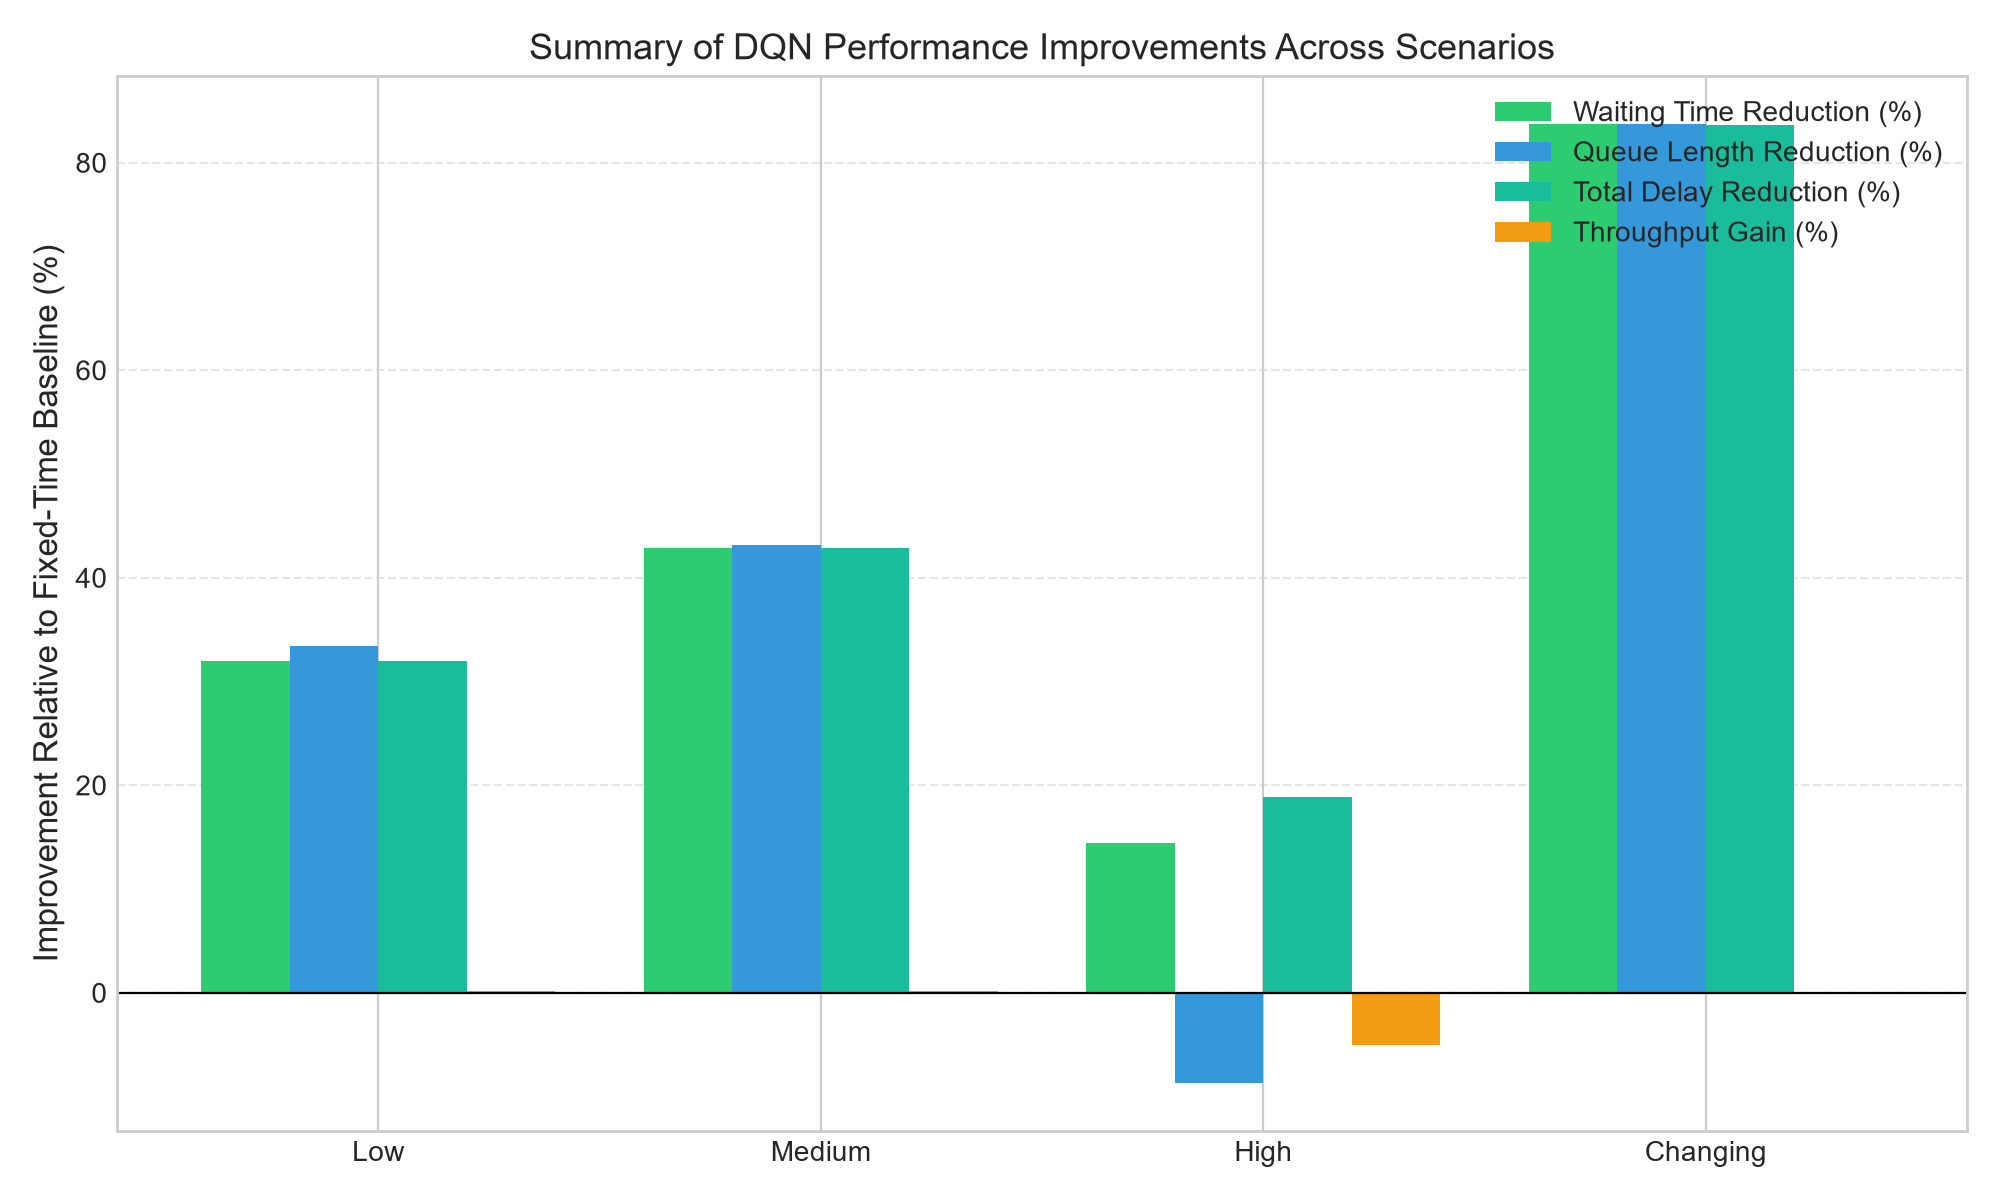 Summary of DQN Performance Improvements Across Scenarios
Improvement Relative to Fixed-Time Baseline (%)
80
60
40
20
0
Waiting Time Reduction (%)
Queue Length Reduction (%)
Total Delay Reduction (%)
Throughput Gain (%)
Low
Medium
High
Changing